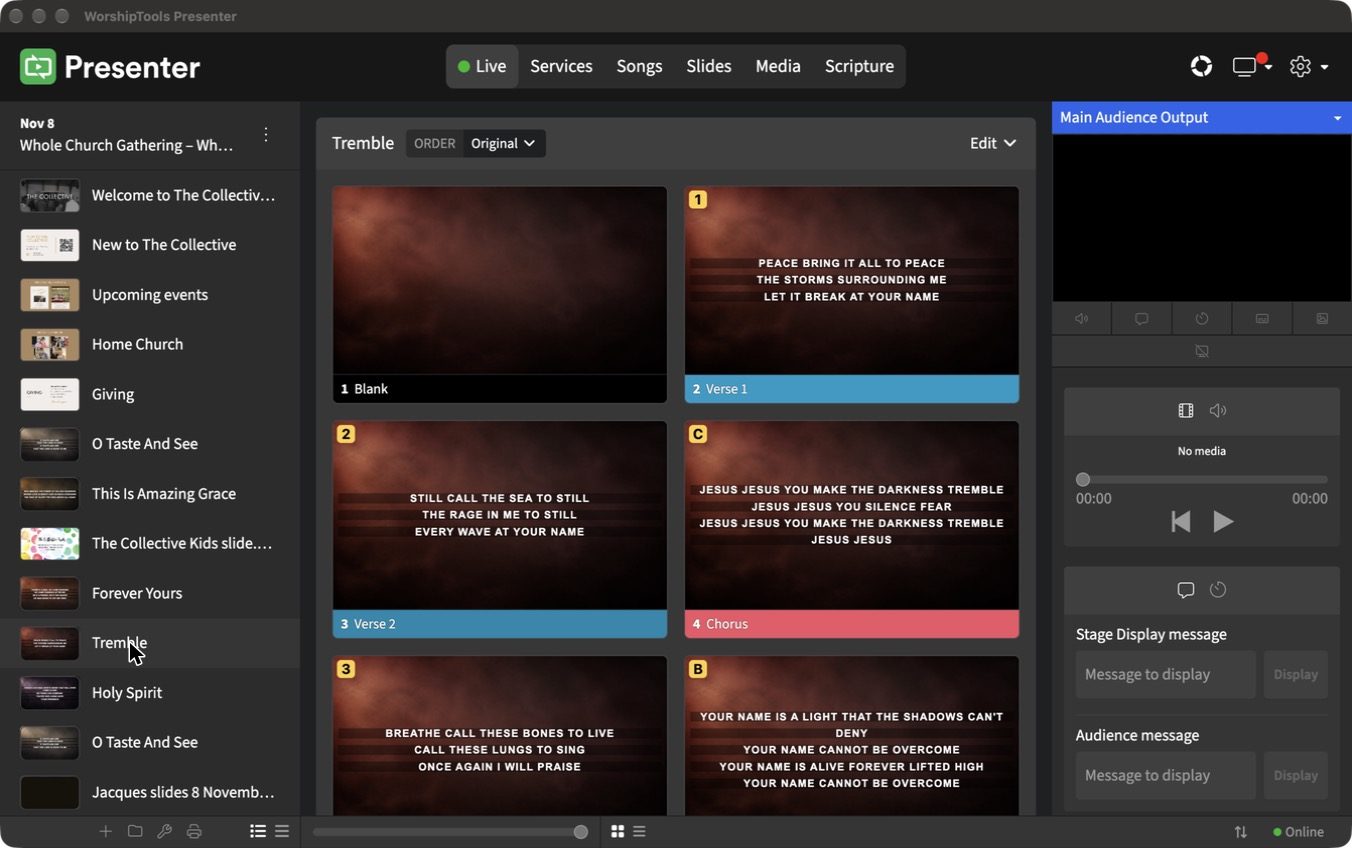 WorshipTools Presenter
Presenter
Live
Services
Songs
Slides
Media
Scripture
Nov 8
Whole Church Gathering – Wh…
THE COLLECTIVE
Welcome to The Collectiv…
New to The Collective
Upcoming events
Home Church
GIVING
Giving
O Taste And See
This Is Amazing Grace
The Collective Kids slide.…
Forever Yours
Tremble
Holy Spirit
O Taste And See
Jacques slides 8 Novemb…
Tremble
ORDER
Original
Edit
1 Blank
1
PEACE BRING IT ALL TO PEACE
THE STORMS SURROUNDING ME
LET IT BREAK AT YOUR NAME
2 Verse 1
2
STILL CALL THE SEA TO STILL
THE RAGE IN ME TO STILL
EVERY WAVE AT YOUR NAME
3 Verse 2
C
JESUS JESUS YOU MAKE THE DARKNESS TREMBLE
JESUS JESUS YOU SILENCE FEAR
JESUS JESUS YOU MAKE THE DARKNESS TREMBLE
JESUS JESUS
4 Chorus
3
BREATHE CALL THESE BONES TO LIVE
CALL THESE LUNGS TO SING
ONCE AGAIN I WILL PRAISE
B
YOUR NAME IS A LIGHT THAT THE SHADOWS CAN'T
DENY
YOUR NAME CANNOT BE OVERCOME
YOUR NAME IS ALIVE FOREVER LIFTED HIGH
YOUR NAME CANNOT BE OVERCOME
Main Audience Output
No media
00:00
00:00
Stage Display message
Message to display
Display
Audience message
Message to display
Display
Online